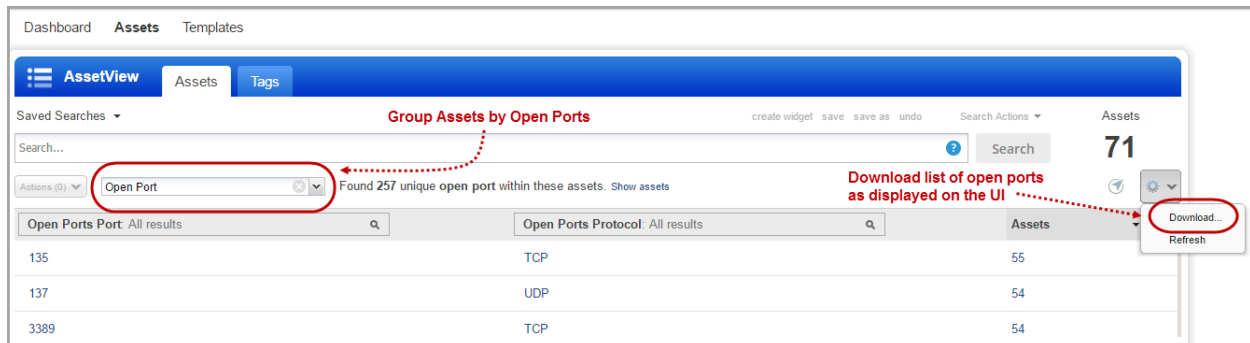 Dashboard Assets Templates
AssetView Assets Tags
Saved Searches Group Assets by Open Ports create widget save save as undo Search Actions Assets
Search... ? Search 71
Actions (0) Open Port Found 257 unique open port within these assets. Show assets
Download list of open ports
as displayed on the UI
Download...
Open Ports Port: All results Open Ports Protocol: All results Assets
Refresh
135 TCP 55
137 UDP 54
3389 TCP 54